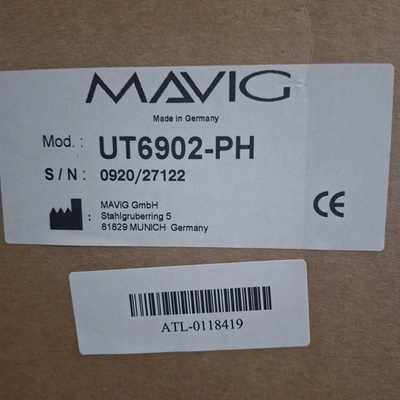 MAVIG
Made in Germany
Mod. : UT6902-PH
S / N : 0920/27122
MAVIG GmbH
: Stahlgruberring 5
81829 MUNICH Germany
CE
ATL-0118419